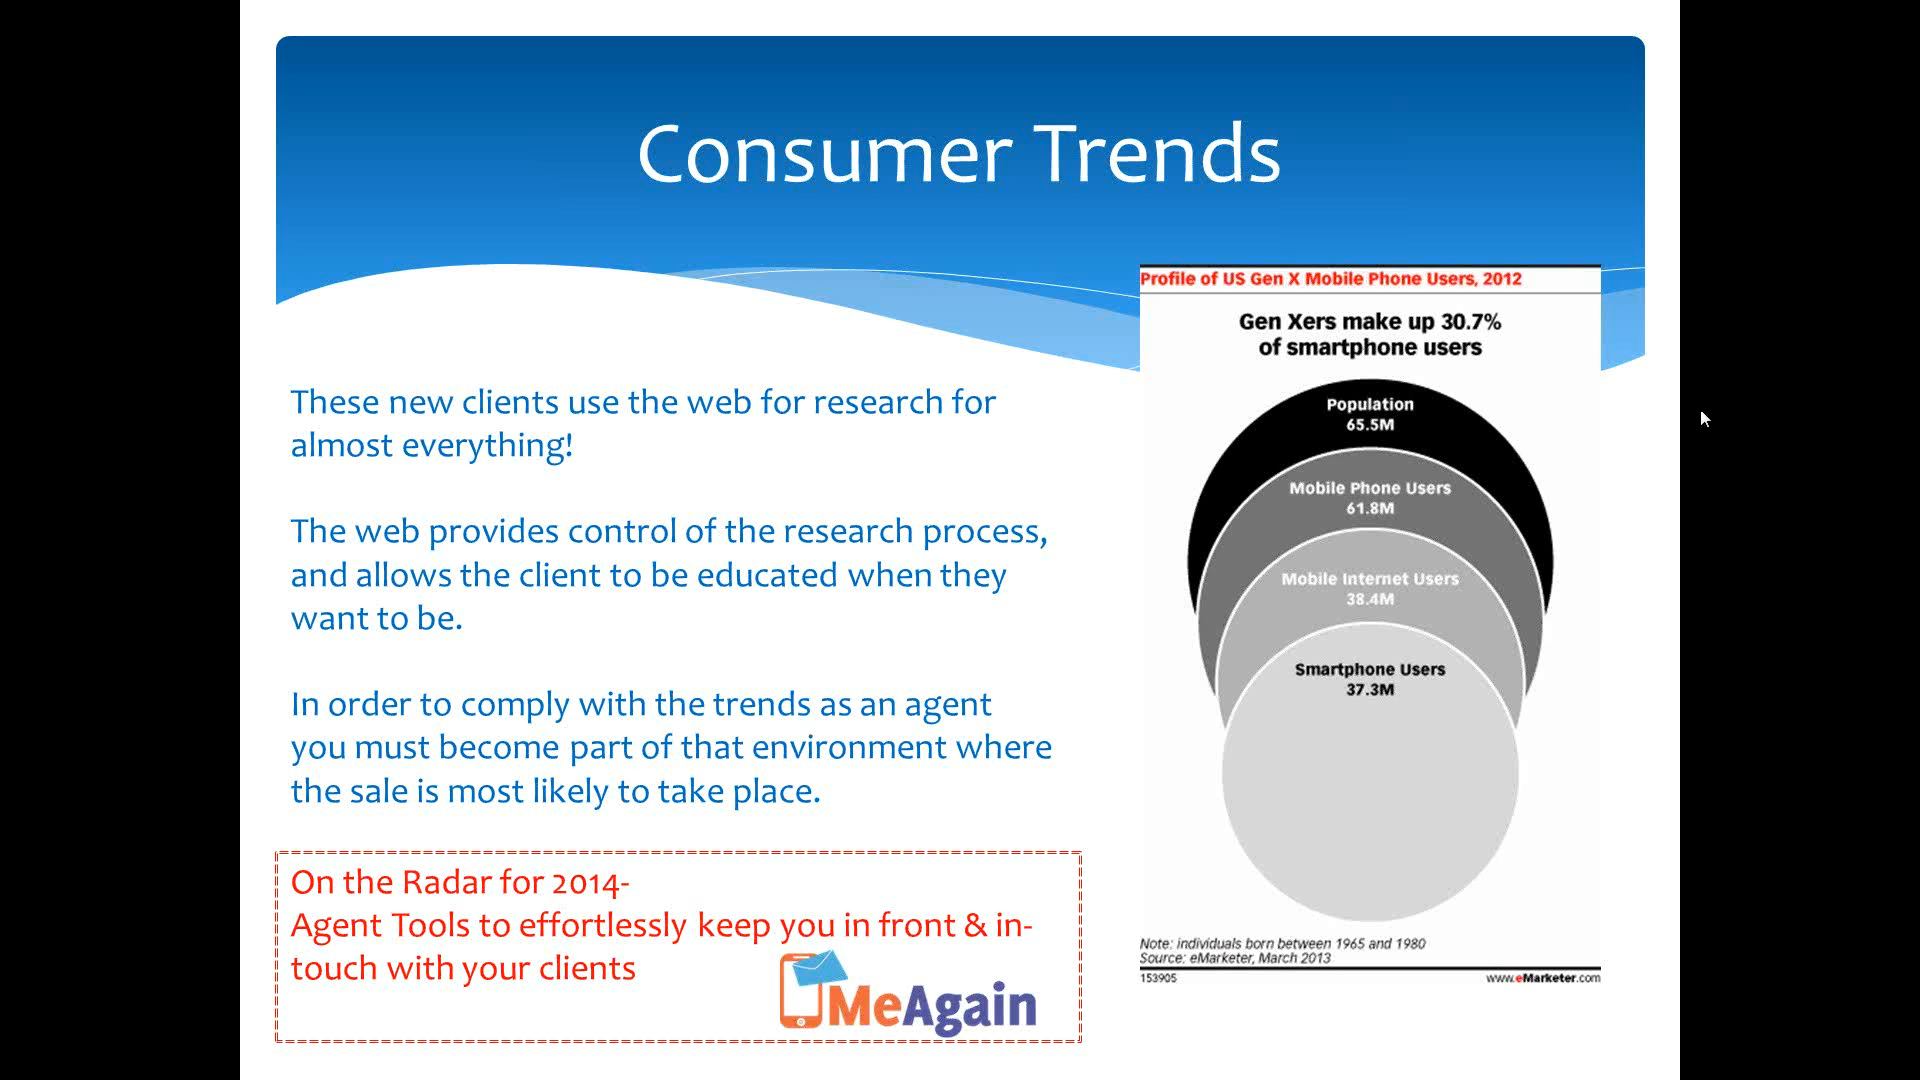 Consumer Trends
These new clients use the web for research for
almost everything!
The web provides control of the research process,
and allows the client to be educated when they
want to be.
In order to comply with the trends as an agent
you must become part of that environment where
the sale is most likely to take place.
On the Radar for 2014-
Agent Tools to effortlessly keep you in front & in-
touch with your clients
MeAgain
Profile of US Gen X Mobile Phone Users, 2012
Gen Xers make up 30.7%
of smartphone users
Population
65.5M
Mobile Phone Users
61.8M
Mobile Internet Users
38.4M
Smartphone Users
37.3M
Note: individuals born between 1965 and 1980
Source: eMarketer, March 2013
153905 www.eMarketer.com